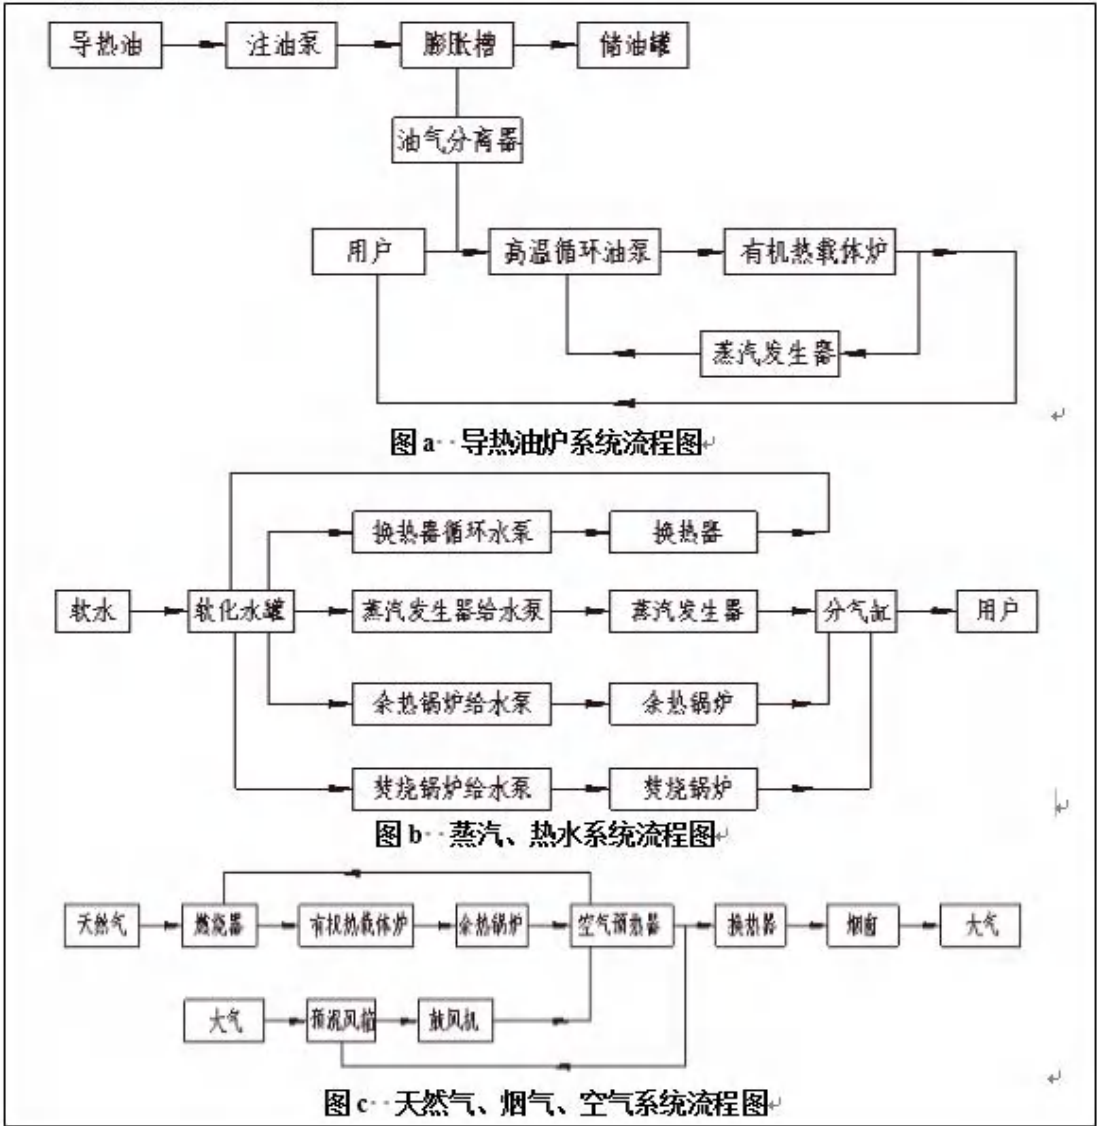 导热油 注油泵 膨胀槽 储油罐
油气分离器
用户 高温循环油泵 有机热载体炉
蒸汽发生器
图 a··导热油炉系统流程图
换热器循环水泵 换热器
软水 软化水罐 蒸汽发生器给水泵 蒸汽发生器 分气缸 用户
余热锅炉给水泵 余热锅炉
焚烧锅炉给水泵 焚烧锅炉
图 b··蒸汽、热水系统流程图
天然气 燃烧器 有权热载体炉 余热锅炉 空气预热器 换热器 烟囱 大气
大气 预混风箱 鼓风机
图 c··天然气、烟气、空气系统流程图